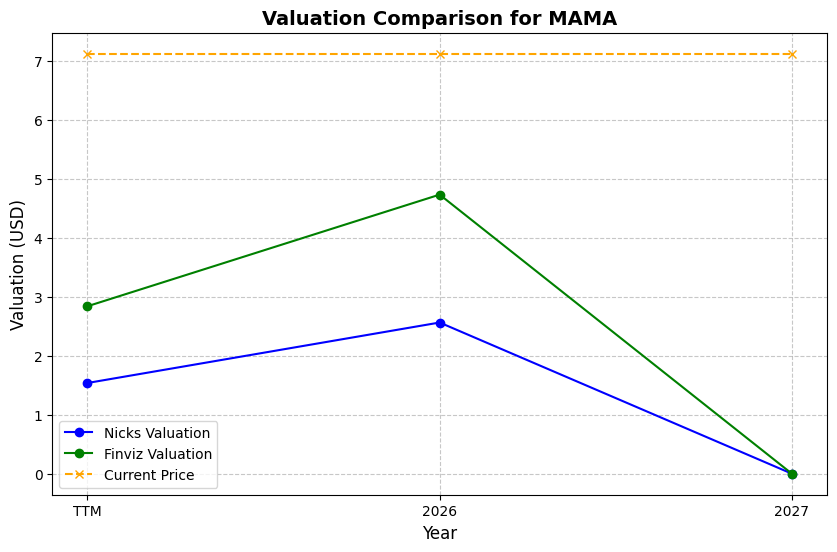 Valuation Comparison for MAMA
Valuation (USD)
7
6
5
4
3
2
1
0
Nicks Valuation
Finviz Valuation
Current Price
TTM 2026 2027
Year